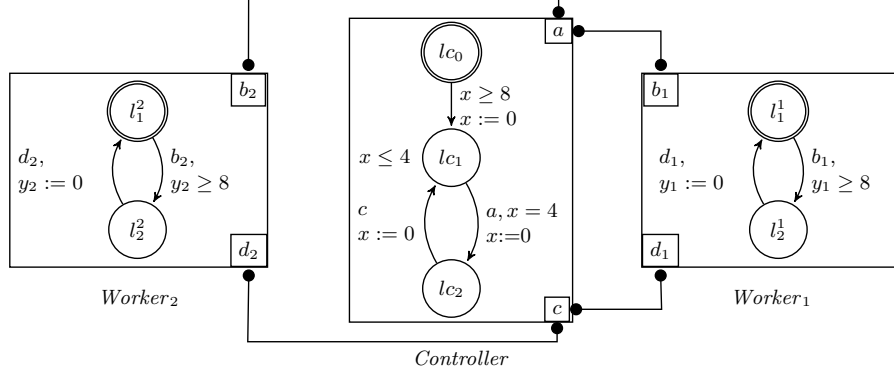 a
lc₀
b₂
b₁
x ≥ 8
x := 0
l₁²
l₁¹
d₂,
y₂ := 0
b₂,
y₂ ≥ 8
x ≤ 4
lc₁
d₁,
y₁ := 0
b₁,
y₁ ≥ 8
c
x := 0
a, x = 4
x:=0
l₂²
l₂¹
d₂
d₁
lc₂
c
Worker₂
Worker₁
Controller